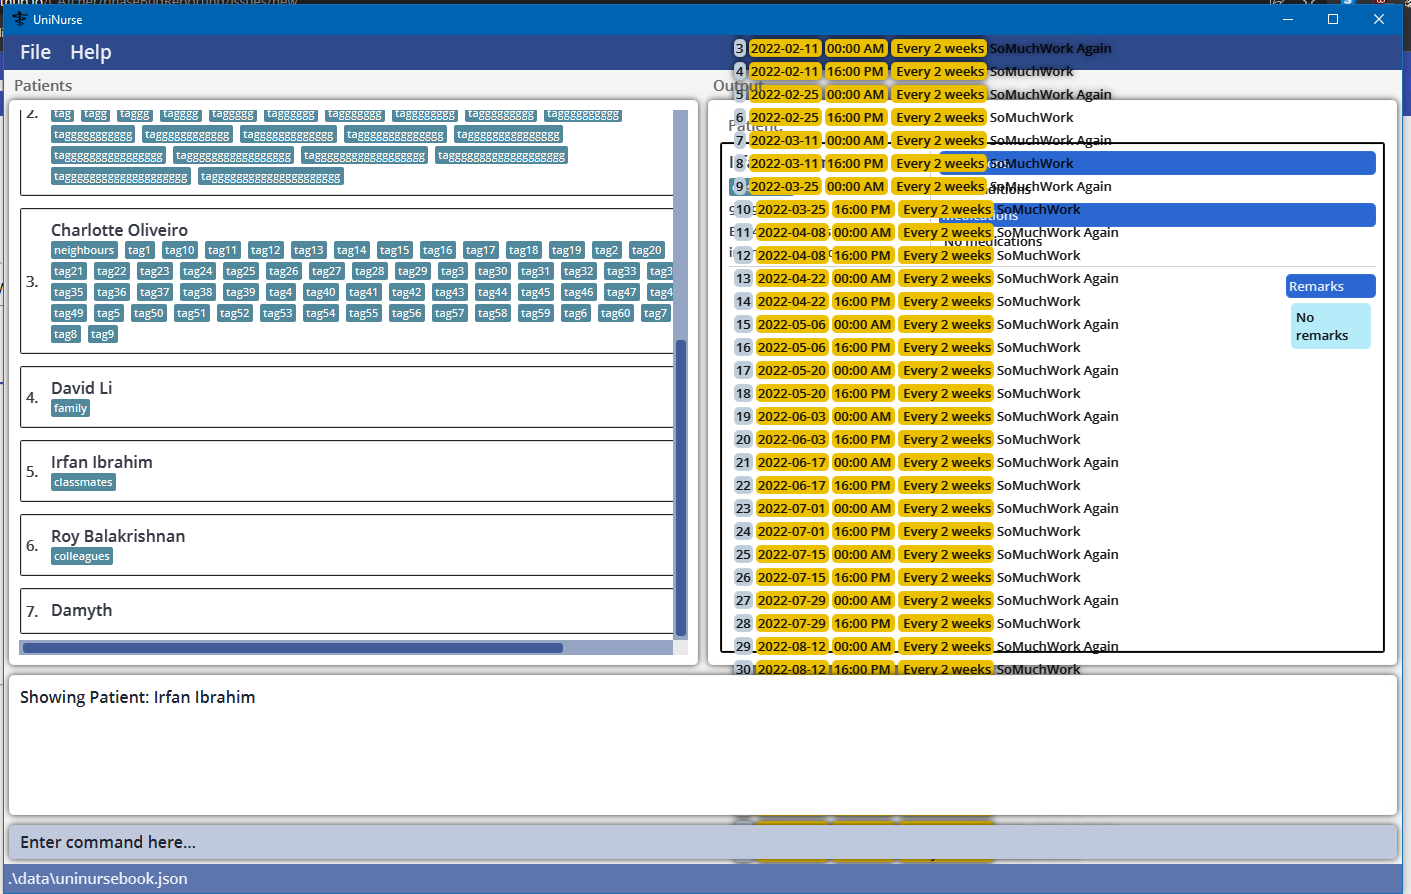 UniNurse
File Help
Patients
2.
tag tagg taggg tagggg taggggg tagggggg taggggggg tagggggggg taggggggggg tagggggggggg
Charlotte Oliveiro
3.
neighbours tag1 tag10 tag11 tag12 tag13 tag14 tag15 tag16 tag17 tag18 tag19 tag2 tag20
tag21 tag22 tag23 tag24 tag25 tag26 tag27 tag28 tag29 tag3 tag30 tag31 tag32 tag33 tag3
tag35 tag36 tag37 tag38 tag39 tag4 tag40 tag41 tag42 tag43 tag44 tag45 tag46 tag47 tag4
tag49 tag5 tag50 tag51 tag52 tag53 tag54 tag55 tag56 tag57 tag58 tag59 tag6 tag60 tag7
tag8 tag9
4.
David Li
family
5.
Irfan Ibrahim
classmates
6.
Roy Balakrishnan
colleagues
7.
Damyth
Output
Patient:
3 2022-02-11 00:00 AM Every 2 weeks SoMuchWork Again
4 2022-02-11 16:00 PM Every 2 weeks SoMuchWork
5 2022-02-25 00:00 AM Every 2 weeks SoMuchWork Again
6 2022-02-25 16:00 PM Every 2 weeks SoMuchWork
7 2022-03-11 00:00 AM Every 2 weeks SoMuchWork Again
8 2022-03-11 16:00 PM Every 2 weeks SoMuchWork
9 2022-03-25 00:00 AM Every 2 weeks SoMuchWork Again
10 2022-03-25 16:00 PM Every 2 weeks SoMuchWork
11 2022-04-08 00:00 AM Every 2 weeks SoMuchWork Again
12 2022-04-08 16:00 PM Every 2 weeks SoMuchWork
13 2022-04-22 00:00 AM Every 2 weeks SoMuchWork Again
14 2022-04-22 16:00 PM Every 2 weeks SoMuchWork
15 2022-05-06 00:00 AM Every 2 weeks SoMuchWork Again
16 2022-05-06 16:00 PM Every 2 weeks SoMuchWork
17 2022-05-20 00:00 AM Every 2 weeks SoMuchWork Again
18 2022-05-20 16:00 PM Every 2 weeks SoMuchWork
19 2022-06-03 00:00 AM Every 2 weeks SoMuchWork Again
20 2022-06-03 16:00 PM Every 2 weeks SoMuchWork
21 2022-06-17 00:00 AM Every 2 weeks SoMuchWork Again
22 2022-06-17 16:00 PM Every 2 weeks SoMuchWork
23 2022-07-01 00:00 AM Every 2 weeks SoMuchWork Again
24 2022-07-01 16:00 PM Every 2 weeks SoMuchWork
25 2022-07-15 00:00 AM Every 2 weeks SoMuchWork Again
26 2022-07-15 16:00 PM Every 2 weeks SoMuchWork
27 2022-07-29 00:00 AM Every 2 weeks SoMuchWork Again
28 2022-07-29 16:00 PM Every 2 weeks SoMuchWork
29 2022-08-12 00:00 AM Every 2 weeks SoMuchWork Again
30 2022-08-12 16:00 PM Every 2 weeks SoMuchWork
No medications
Remarks
No
remarks
Showing Patient: Irfan Ibrahim
Enter command here...
.\data\uninursebook.json